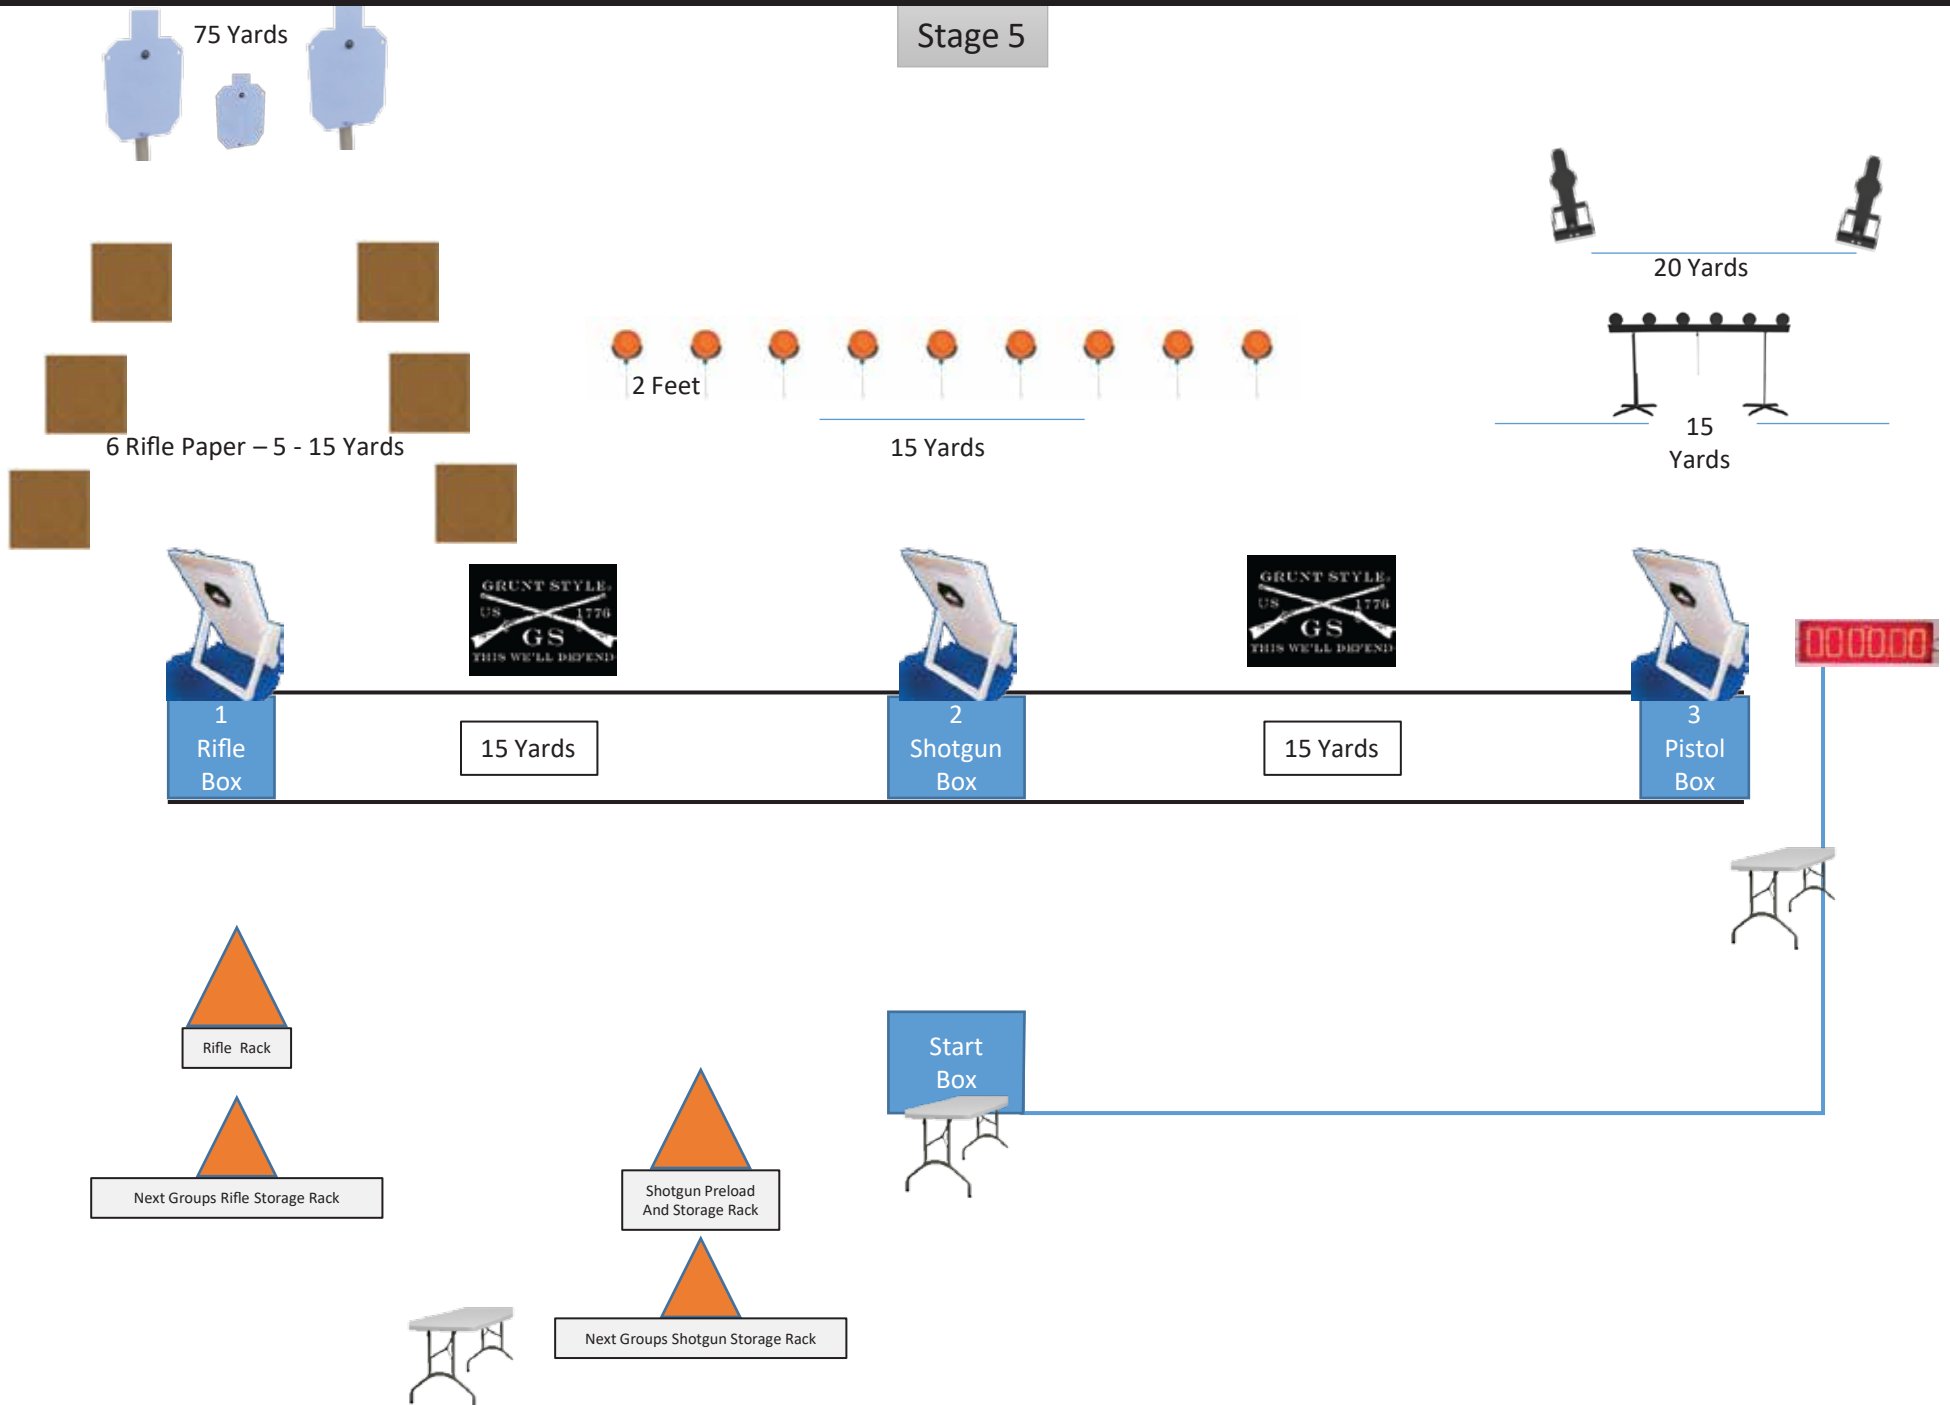 75 Yards
Stage 5
20 Yards
2 Feet
15 Yards
15
Yards
6 Rifle Paper – 5 - 15 Yards
GRUNT STYLE
US 1776
GS
THIS WE'LL DEFEND
GRUNT STYLE
US 1776
GS
THIS WE'LL DEFEND
000000
1
Rifle
Box
15 Yards
2
Shotgun
Box
15 Yards
3
Pistol
Box
Rifle Rack
Start
Box
Next Groups Rifle Storage Rack
Shotgun Preload
And Storage Rack
Next Groups Shotgun Storage Rack